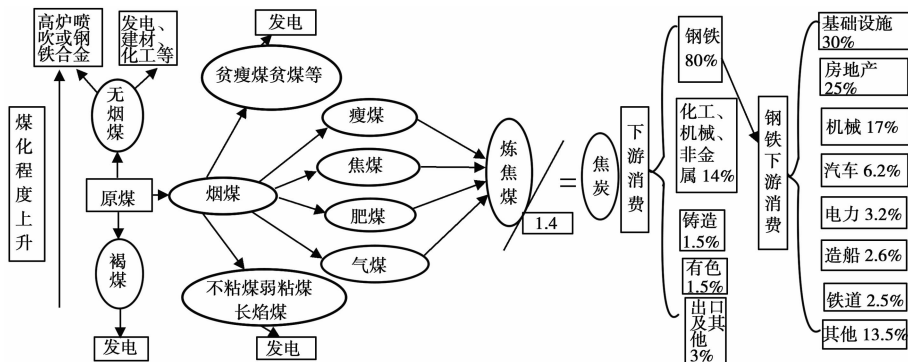 高炉喷
吹或钢
铁合金
发电、
建材、
化工等
无
烟
煤
煤
化
程
度
上
升
原煤
褐
煤
发电
发电
贫瘦煤贫煤等
烟煤
不粘煤弱粘煤
长焰煤
发电
瘦煤
焦煤
肥煤
气煤
炼
焦
煤
1.4
=
焦
炭
下
游
消
费
钢铁
80%
化工、
机械、
非金
属 14%
铸造
1.5%
有色
1.5%
出口
及其
他
3%
钢
铁
下
游
消
费
基础设施
30%
房地产
25%
机械 17%
汽车 6.2%
电力 3.2%
造船 2.6%
铁道 2.5%
其他 13.5%